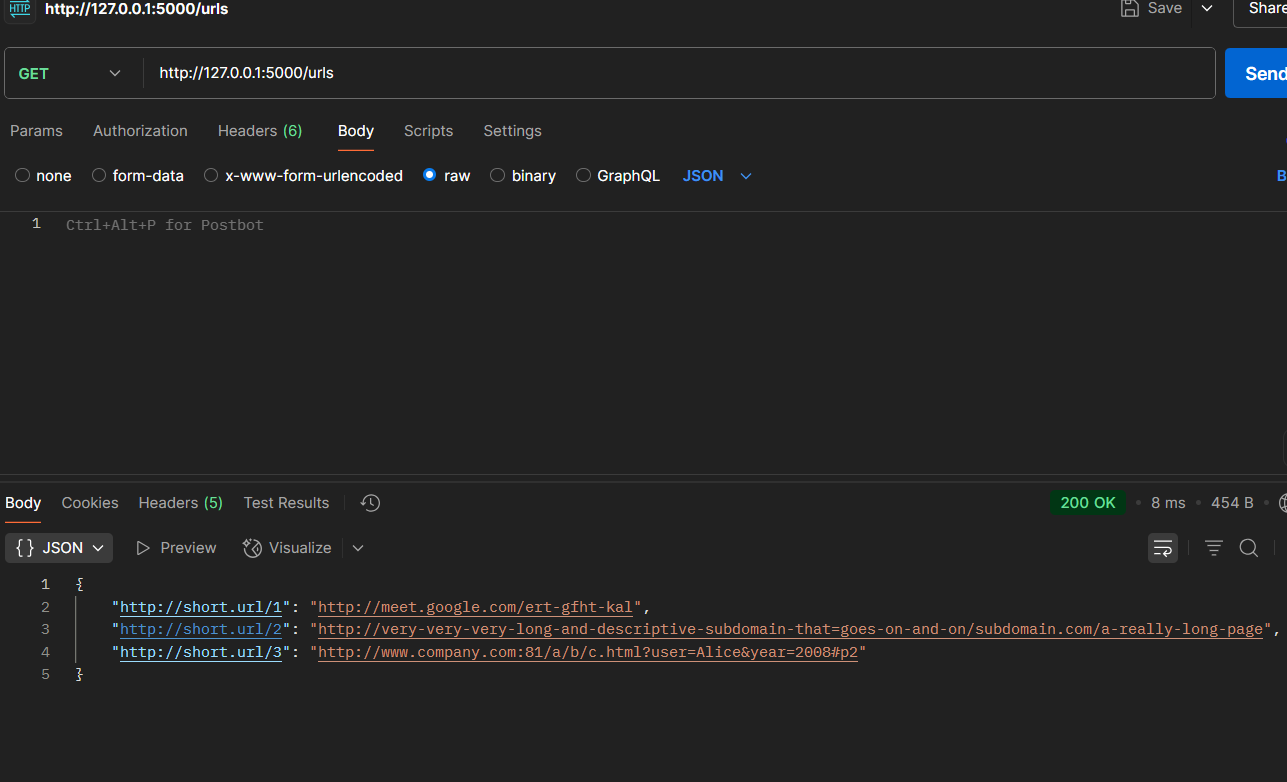 HTTP http://127.0.0.1:5000/urls Save Share
GET http://127.0.0.1:5000/urls Send
Params Authorization Headers (6) Body Scripts Settings
none form-data x-www-form-urlencoded raw binary GraphQL JSON B
1 Ctrl+Alt+P for Postbot
Body Cookies Headers (5) Test Results 200 OK • 8 ms • 454 B •
{} JSON Preview Visualize
1 {
2 "http://short.url/1": "http://meet.google.com/ert-gfht-kal",
3 "http://short.url/2": "http://very-very-very-long-and-descriptive-subdomain-that=goes-on-and-on/subdomain.com/a-really-long-page",
4 "http://short.url/3": "http://www.company.com:81/a/b/c.html?user=Alice&year=2008#p2"
5 }